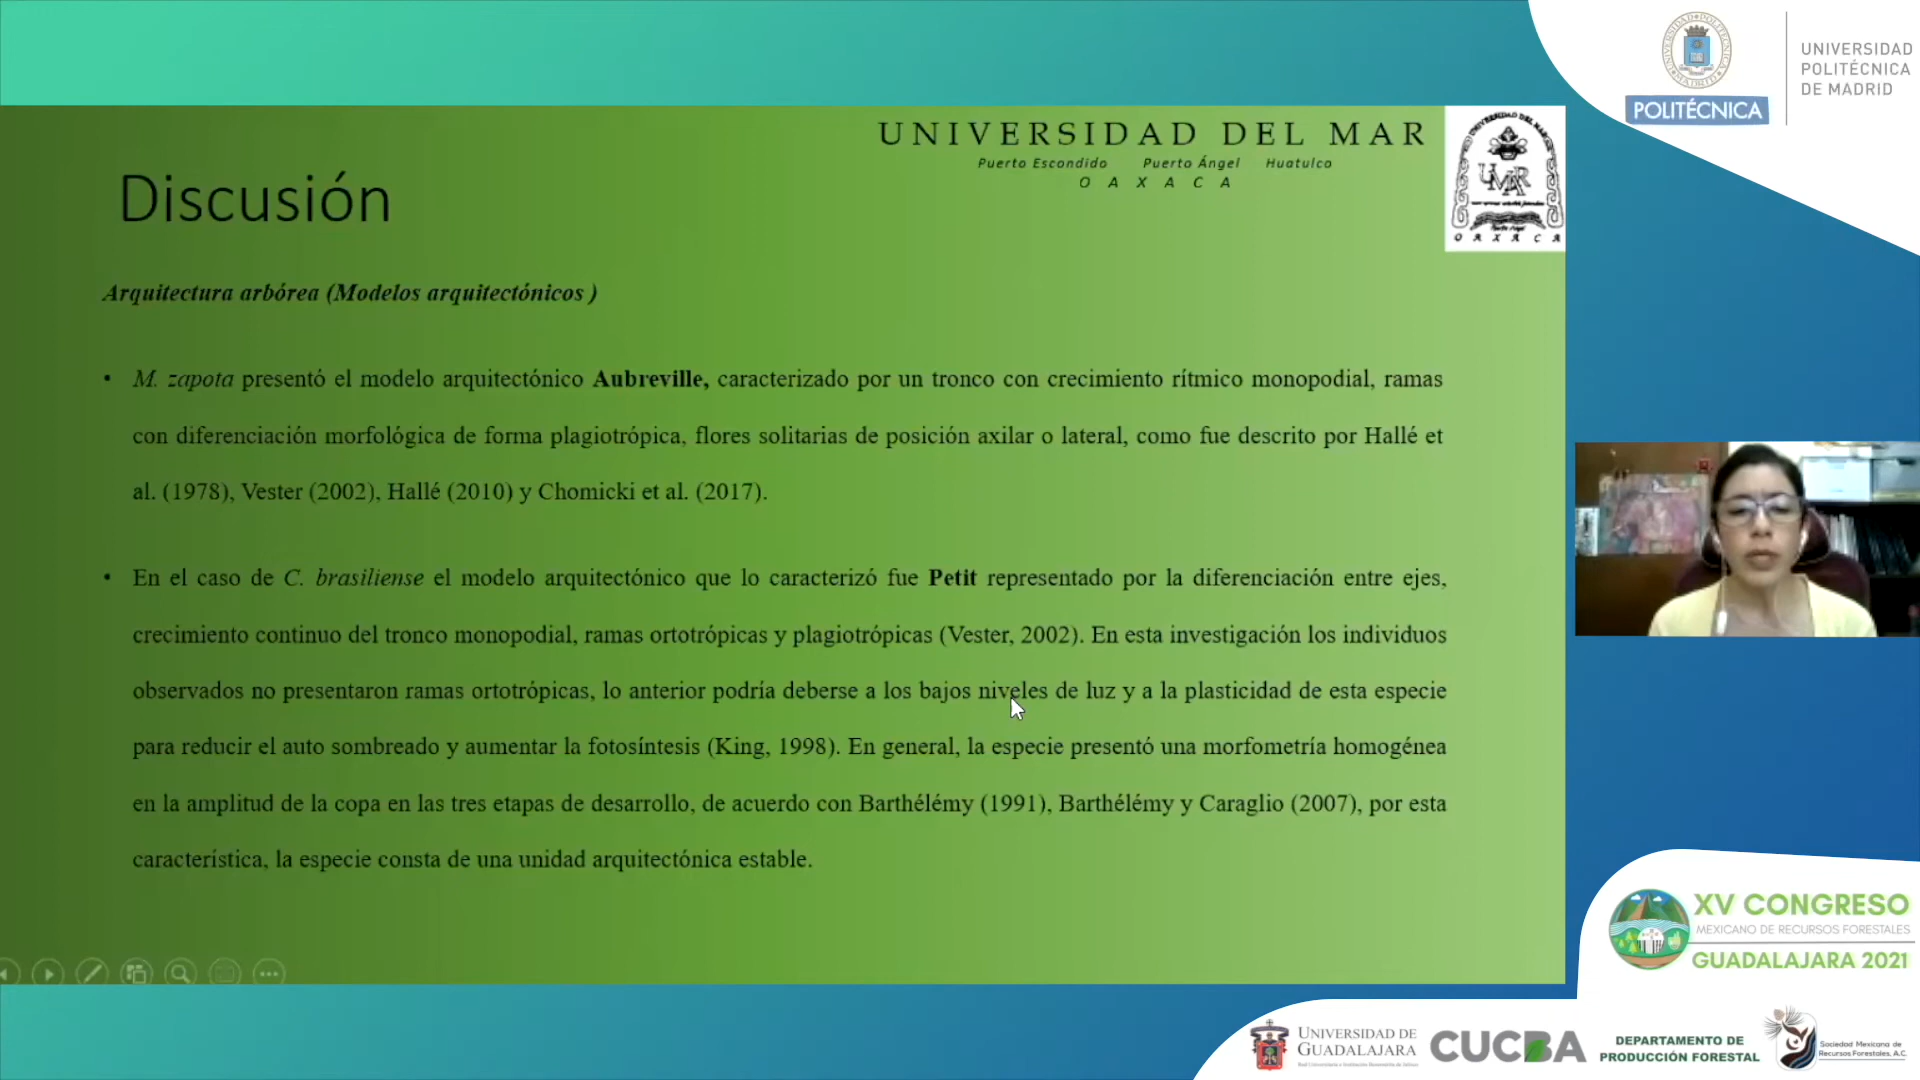 UNIVERSIDAD
POLITÉCNICA
DE MADRID
POLITÉCNICA
UNIVERSIDAD DEL MAR
Puerto Escondido Puerto Ángel Huatulco
OAXACA
OAXACA
Discusión
Arquitectura arbórea (Modelos arquitectónicos )
• M. zapota presentó el modelo arquitectónico Aubreville, caracterizado por un tronco con crecimiento rítmico monopodial, ramas
con diferenciación morfológica de forma plagiotrópica, flores solitarias de posición axilar o lateral, como fue descrito por Hallé et
al. (1978), Vester (2002), Hallé (2010) y Chomicki et al. (2017).
• En el caso de C. brasiliense el modelo arquitectónico que lo caracterizó fue Petit representado por la diferenciación entre ejes,
crecimiento continuo del tronco monopodial, ramas ortotrópicas y plagiotrópicas (Vester, 2002). En esta investigación los individuos
observados no presentaron ramas ortotrópicas, lo anterior podría deberse a los bajos niveles de luz y a la plasticidad de esta especie
para reducir el auto sombreado y aumentar la fotosíntesis (King, 1998). En general, la especie presentó una morfometría homogénea
en la amplitud de la copa en las tres etapas de desarrollo, de acuerdo con Barthélémy (1991), Barthélémy y Caraglio (2007), por esta
característica, la especie consta de una unidad arquitectónica estable.
XV CONGRESO
MEXICANO DE RECURSOS FORESTALES
GUADALAJARA 2021
UNIVERSIDAD DE
GUADALAJARA
CUCBA
DEPARTAMENTO DE
PRODUCCIÓN FORESTAL
Sociedad Mexicana de
Recursos Forestales, A.C.